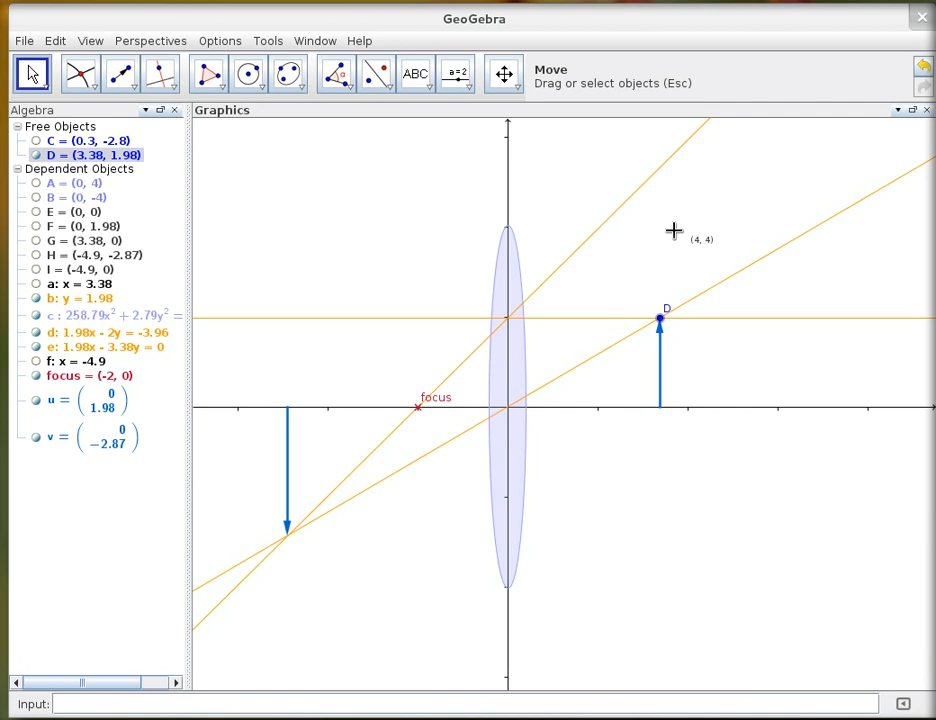 GeoGebra
File Edit View Perspectives Options Tools Window Help
ABC
a=2
Move
Drag or select objects (Esc)
Algebra
Graphics
Free Objects
C = (0.3, -2.8)
D = (3.38, 1.98)
Dependent Objects
A = (0, 4)
B = (0, -4)
E = (0, 0)
F = (0, 1.98)
G = (3.38, 0)
H = (-4.9, -2.87)
I = (-4.9, 0)
a: x = 3.38
b: y = 1.98
c : 258.79x² + 2.79y² =
d: 1.98x - 2y = -3.96
e: 1.98x - 3.38y = 0
f: x = -4.9
focus = (-2, 0)
u = ( 0
1.98 )
v = ( 0
−2.87 )
(4, 4)
D
focus
Input: